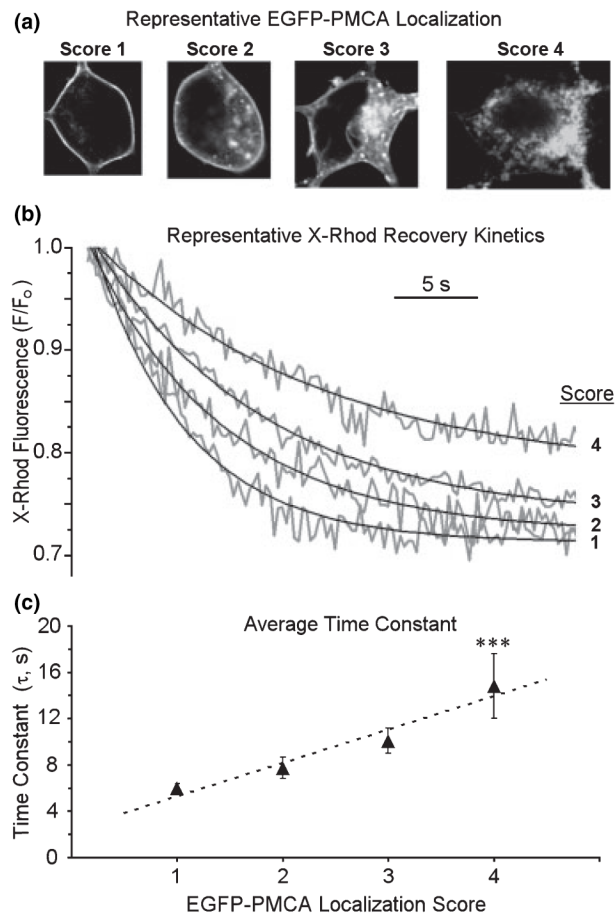 (a)
Representative EGFP-PMCA Localization
Score 1 Score 2 Score 3 Score 4
(b)
Representative X-Rhod Recovery Kinetics
X-Rhod Fluorescence (F/Fo)
1.0
0.9
0.8
0.7
5 s
Score
4
3
2
1
(c)
Average Time Constant
Time Constant (τ, s)
20
16
12
8
4
0
***
1 2 3 4
EGFP-PMCA Localization Score